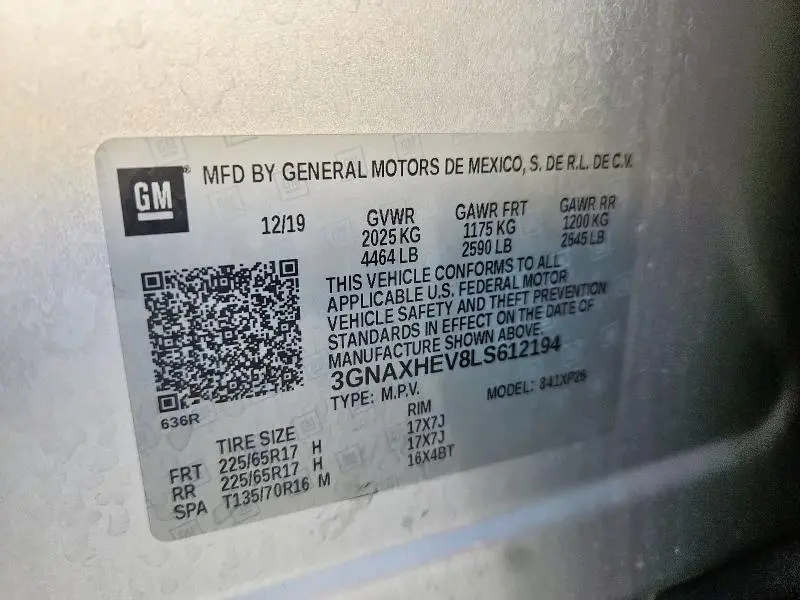 GM
MFD BY GENERAL MOTORS DE MEXICO, S. DE R.L. DE C.V.
12/19 GVWR GAWR FRT GAWR RR
2025 KG 1175 KG 1200 KG
4464 LB 2590 LB 2645 LB
THIS VEHICLE CONFORMS TO ALL
APPLICABLE U.S. FEDERAL MOTOR
VEHICLE SAFETY AND THEFT PREVENTION
STANDARDS IN EFFECT ON THE DATE OF
MANUFACTURE SHOWN ABOVE.
3GNAXHEV8LS612194
TYPE: M.P.V. MODEL: 841XP26
636R
TIRE SIZE RIM
FRT 225/65R17 H 17X7J
RR 225/65R17 H 17X7J
SPA T135/70R16 M 16X4BT